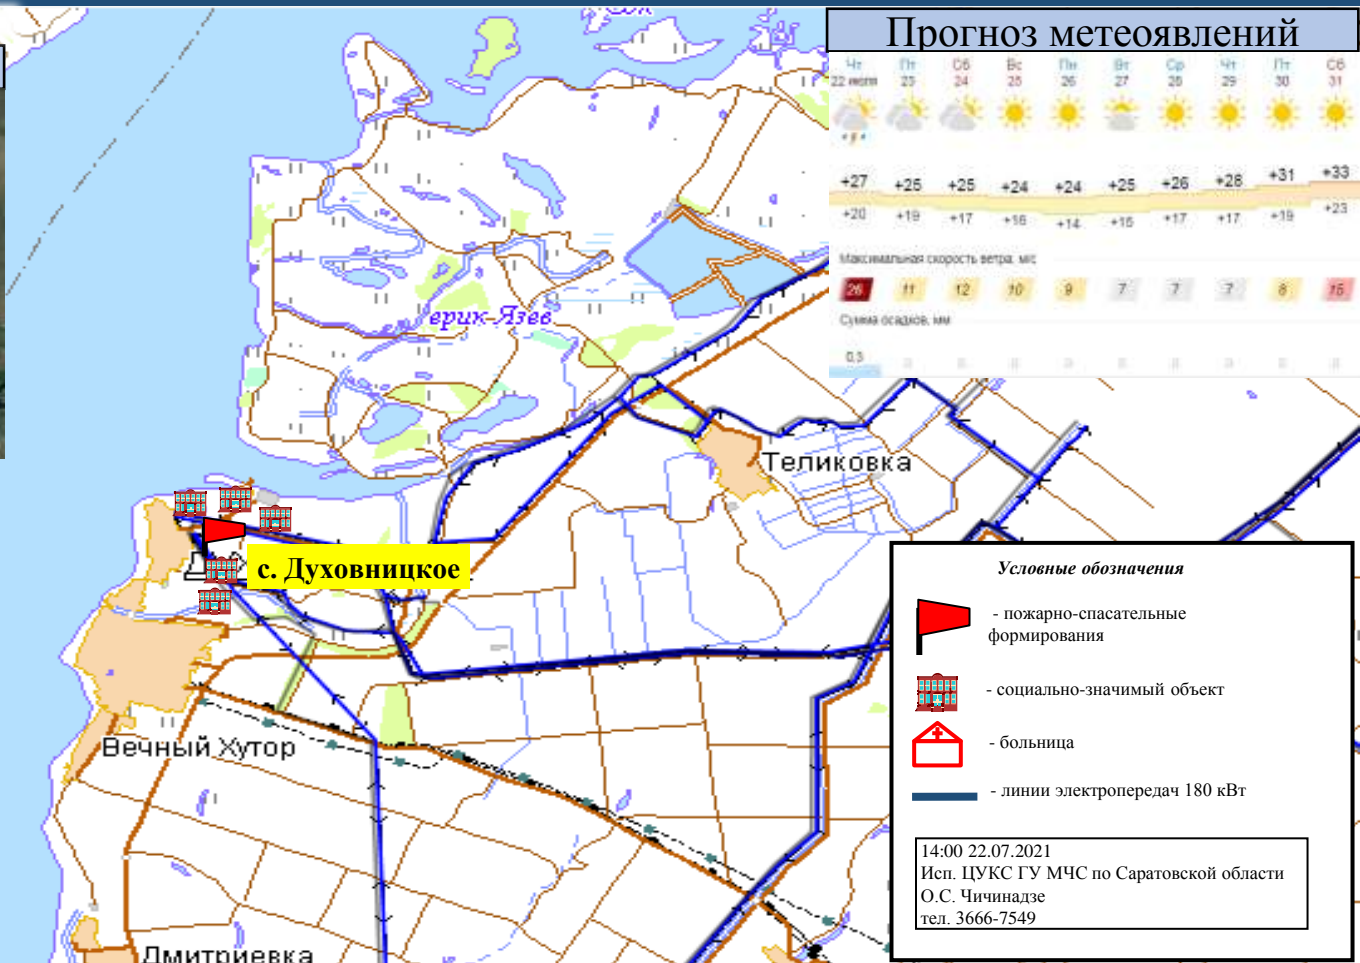 Прогноз метеоявлений
Чт Пт Сб Вс Пн Вт Ср Чт Пт Сб
22 июля 23 24 25 26 27 28 29 30 31
+27 +25 +25 +24 +24 +25 +26 +28 +31 +33
+20 +19 +17 +16 +14 +16 +17 +17 +19 +23
Максимальная скорость ветра, м/с
26 11 12 10 9 7 7 7 8 15
Сумма осадков, мм
0,3
ерик Язев
Теликовка
с. Духовницкое
Вечный Хутор
Дмитриевка
Условные обозначения
- пожарно-спасательные
формирования
- социально-значимый объект
- больница
- линии электропередач 180 кВт
14:00 22.07.2021
Исп. ЦУКС ГУ МЧС по Саратовской области
О.С. Чичинадзе
тел. 3666-7549